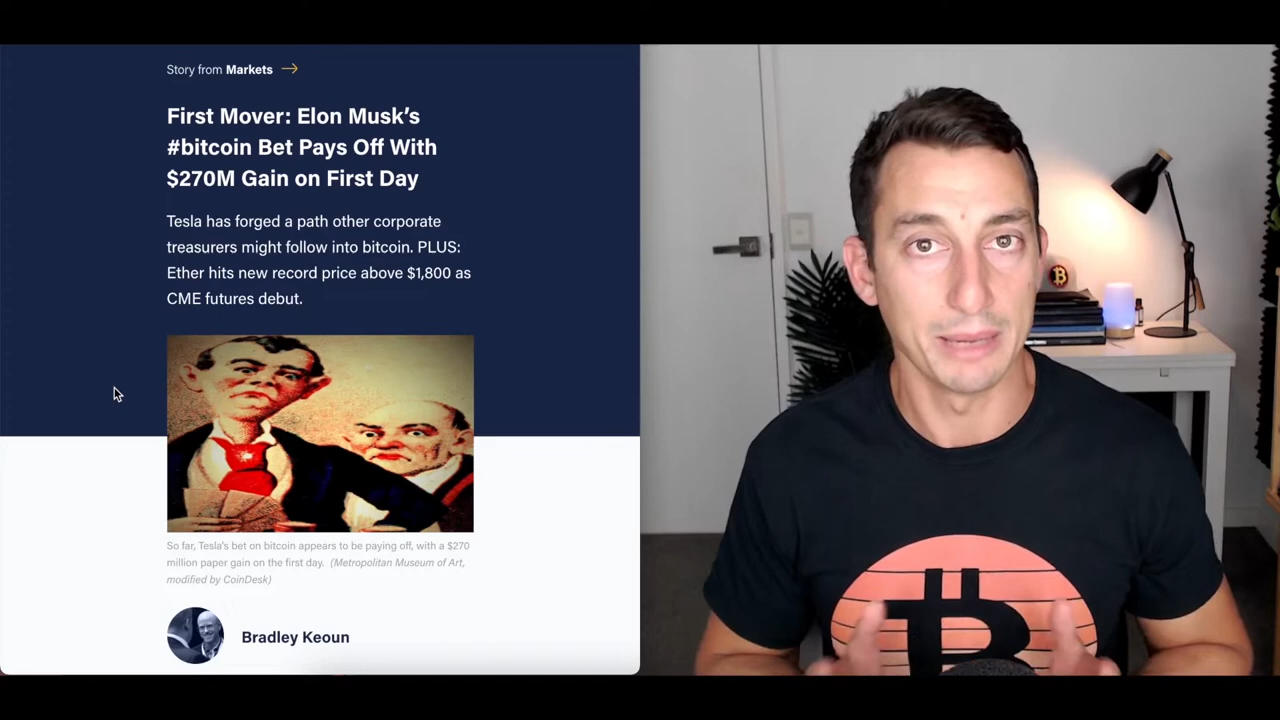 Story from Markets
First Mover: Elon Musk’s
#bitcoin Bet Pays Off With
$270M Gain on First Day
Tesla has forged a path other corporate
treasurers might follow into bitcoin. PLUS:
Ether hits new record price above $1,800 as
CME futures debut.
So far, Tesla's bet on bitcoin appears to be paying off, with a $270
million paper gain on the first day. (Metropolitan Museum of Art,
modified by CoinDesk)
Bradley Keoun